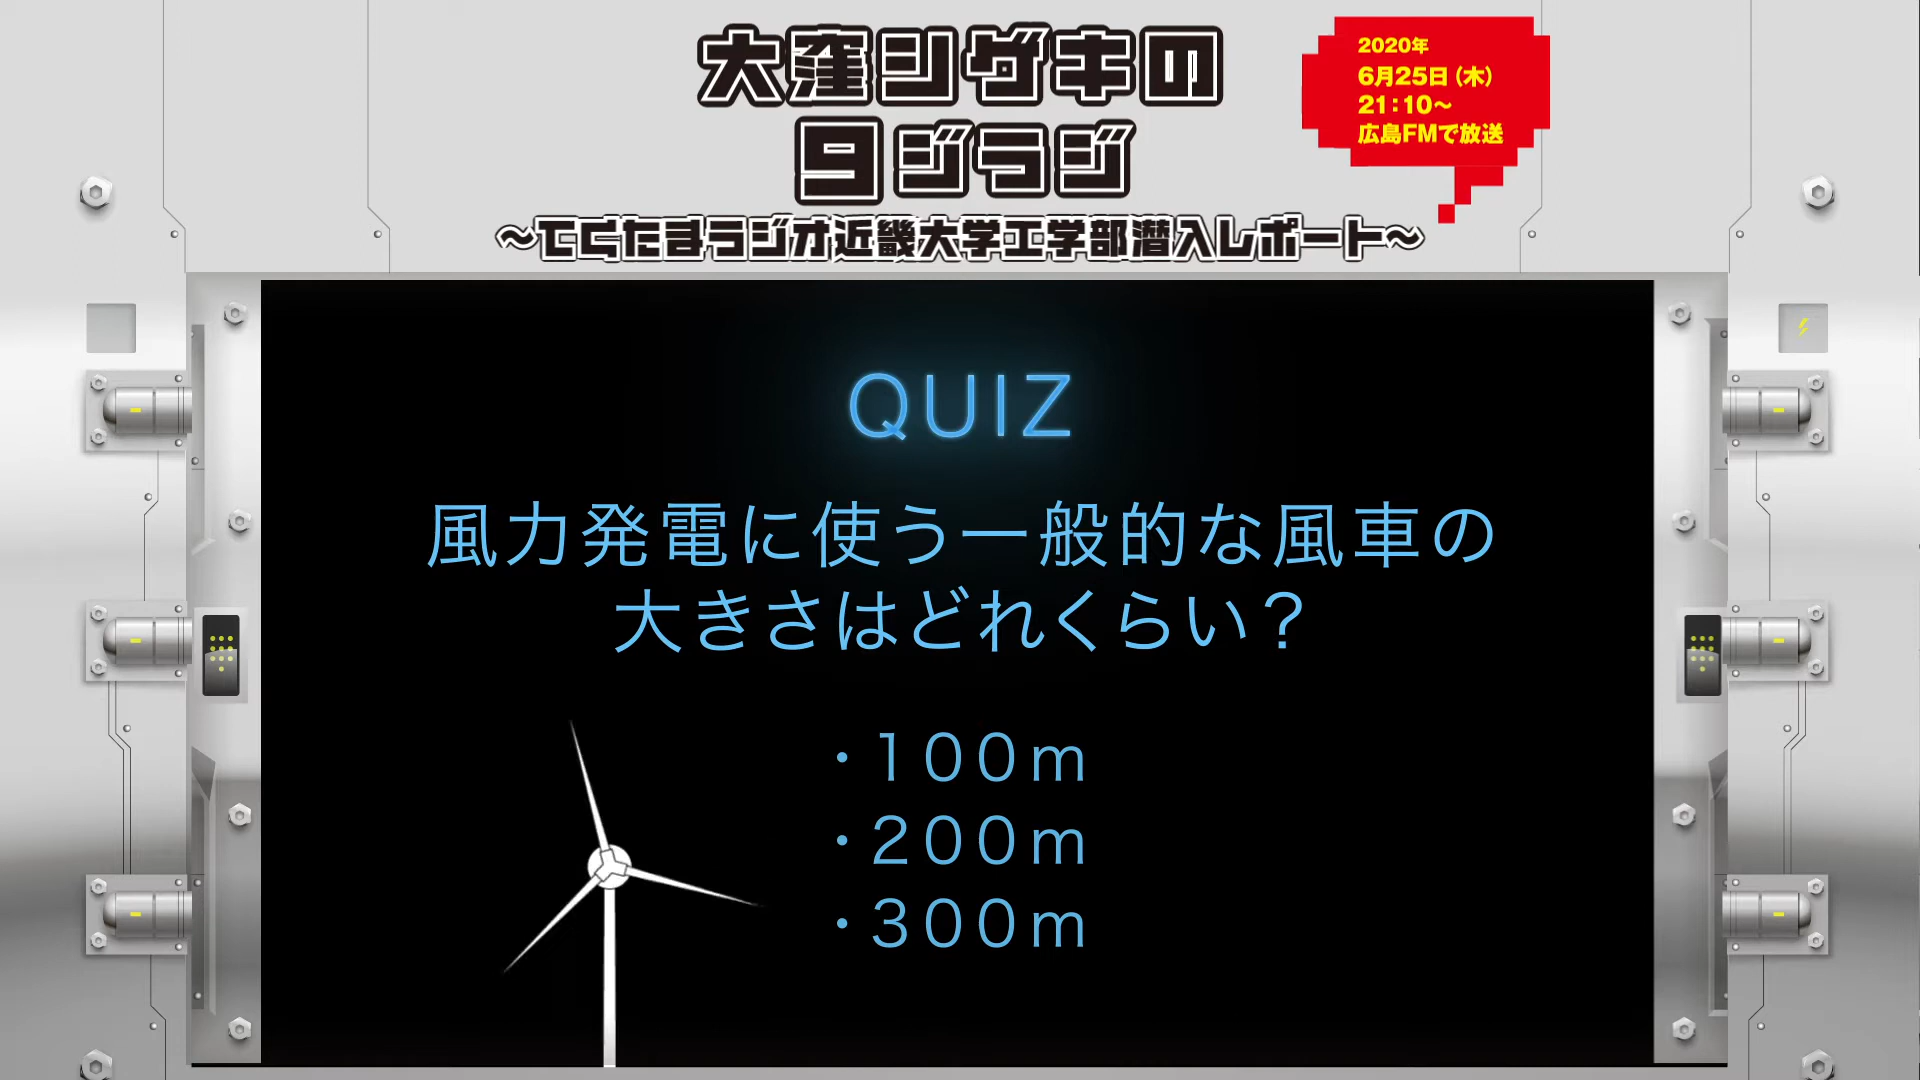 大窪シゲキの
9ジラジ
～てくたまラジオ近畿大学工学部潜入レポート～
2020年
6月25日（木）
21：10～
広島FMで放送
QUIZ
風力発電に使う一般的な風車の
大きさはどれくらい？
・100m
・200m
・300m